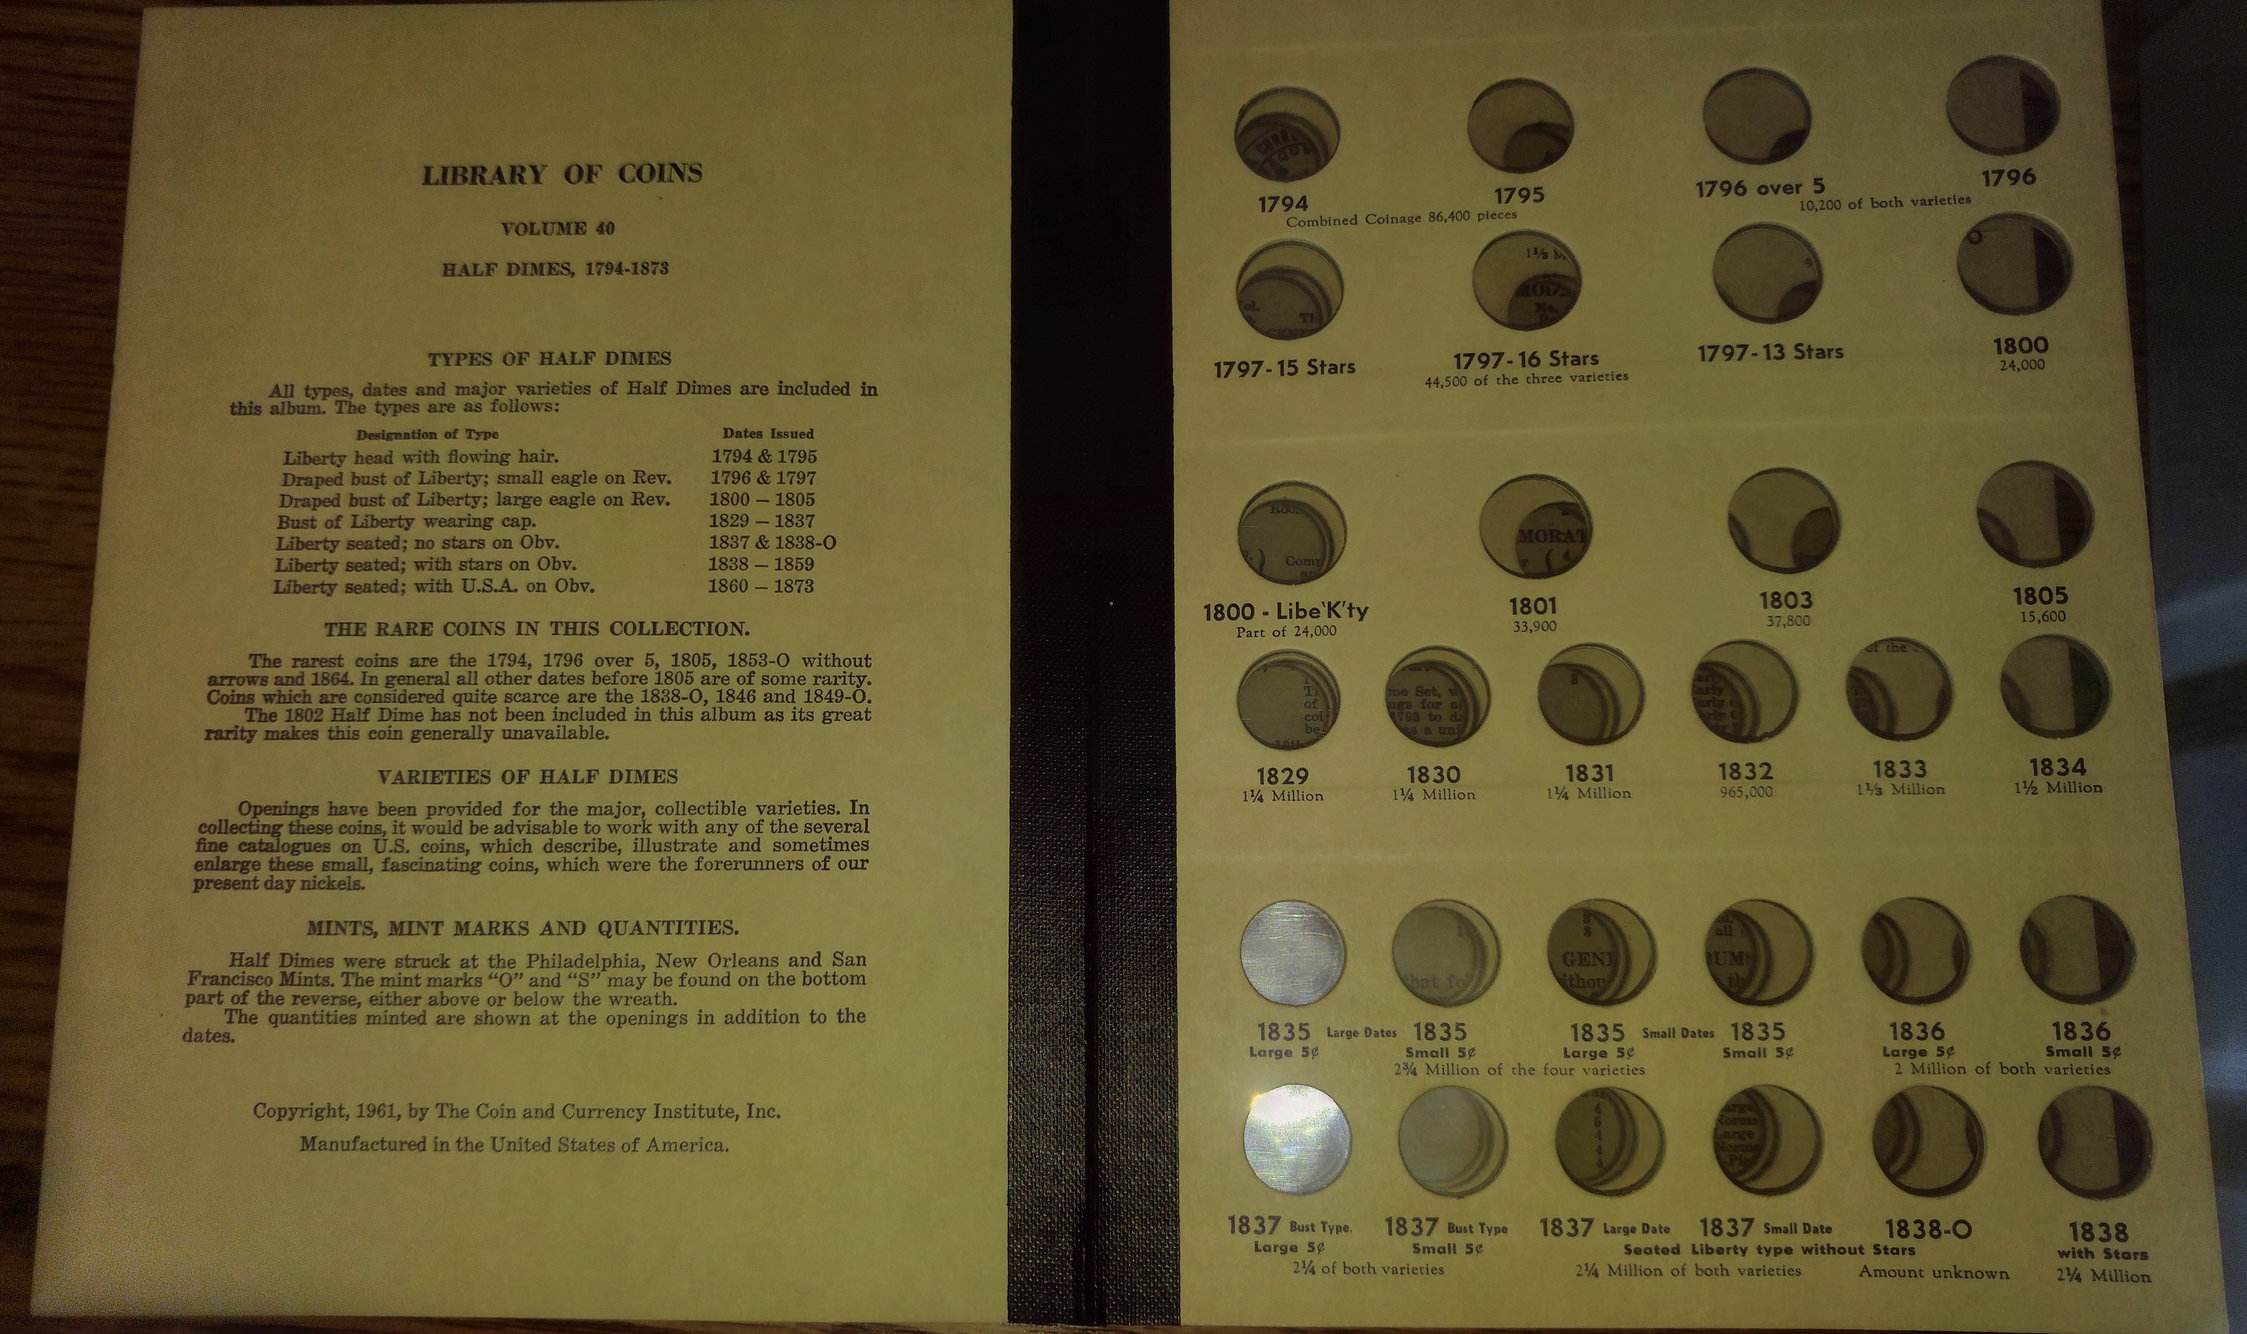 LIBRARY OF COINS
VOLUME 40
HALF DIMES, 1794-1873
TYPES OF HALF DIMES
All types, dates and major varieties of Half Dimes are included in
this album. The types are as follows:
Designation of Type Dates Issued
Liberty head with flowing hair. 1794 & 1795
Draped bust of Liberty; small eagle on Rev. 1796 & 1797
Draped bust of Liberty; large eagle on Rev. 1800 – 1805
Bust of Liberty wearing cap. 1829 – 1837
Liberty seated; no stars on Obv. 1837 & 1838-O
Liberty seated; with stars on Obv. 1838 – 1859
Liberty seated; with U.S.A. on Obv. 1860 – 1873
THE RARE COINS IN THIS COLLECTION.
The rarest coins are the 1794, 1796 over 5, 1805, 1853-O without
arrows and 1864. In general all other dates before 1805 are of some rarity.
Coins which are considered quite scarce are the 1838-O, 1846 and 1849-O.
The 1802 Half Dime has not been included in this album as its great
rarity makes this coin generally unavailable.
VARIETIES OF HALF DIMES
Openings have been provided for the major, collectible varieties. In
collecting these coins, it would be advisable to work with any of the several
fine catalogues on U.S. coins, which describe, illustrate and sometimes
enlarge these small, fascinating coins, which were the forerunners of our
present day nickels.
MINTS, MINT MARKS AND QUANTITIES.
Half Dimes were struck at the Philadelphia, New Orleans and San
Francisco Mints. The mint marks “O” and “S” may be found on the bottom
part of the reverse, either above or below the wreath.
The quantities minted are shown at the openings in addition to the
dates.
Copyright, 1961, by The Coin and Currency Institute, Inc.
Manufactured in the United States of America.
1794 1795 1796 over 5 1796
Combined Coinage 86,400 pieces 10,200 of both varieties
1797-15 Stars 1797-16 Stars 1797-13 Stars 1800
44,500 of the three varieties 24,000
1800 - Libe'K'ty 1801 1803 1805
Part of 24,000 33,900 37,800 15,600
1829 1830 1831 1832 1833 1834
1¼ Million 1¼ Million 1¼ Million 965,000 1⅓ Million 1½ Million
1835 Large Dates 1835 1835 Small Dates 1835 1836 1836
Large 5¢ Small 5¢ Large 5¢ Small 5¢ Large 5¢ Small 5¢
2¾ Million of the four varieties 2 Million of both varieties
1837 Bust Type. 1837 Bust Type 1837 Large Date 1837 Small Date 1838-O 1838
Large 5¢ Small 5¢ Seated Liberty type without Stars with Stars
2¼ of both varieties 2¼ Million of both varieties Amount unknown 2¼ Million